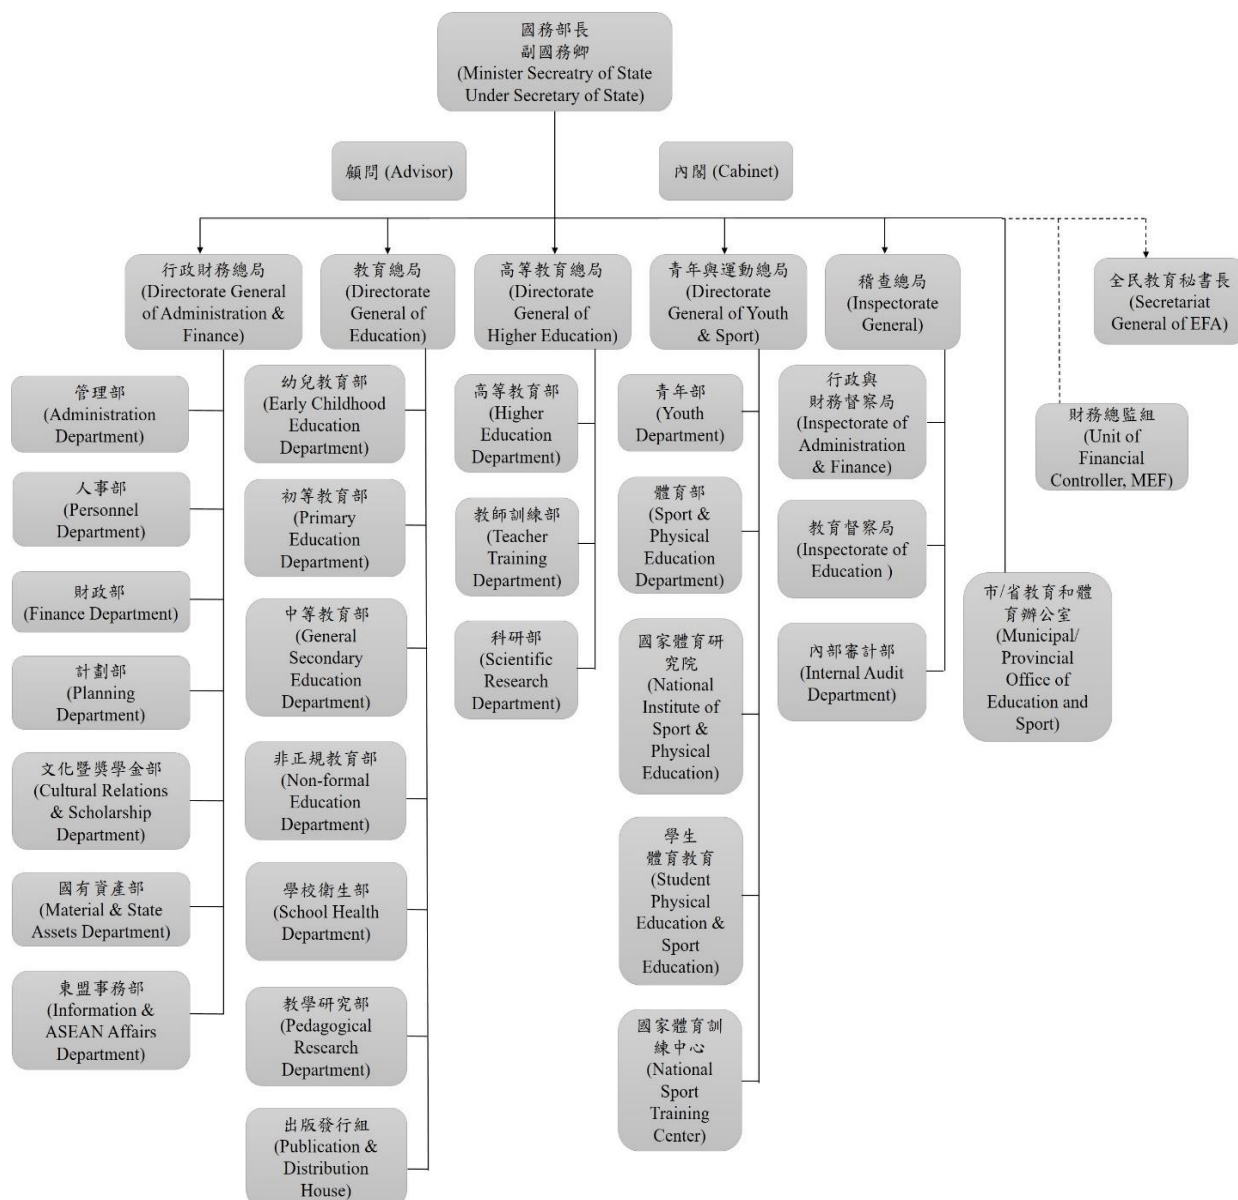 國務部長
副國務卿
(Minister Secreatry of State
Under Secretary of State)
顧問 (Advisor)
內閣 (Cabinet)
行政財務總局
(Directorate General
of Administration &
Finance)
教育總局
(Directorate
General of
Education)
高等教育總局
(Directorate
General of
Higher Education)
青年與運動總局
(Directorate
General of Youth
& Sport)
稽查總局
(Inspectorate
General)
全民教育秘書長
(Secretariat
General of EFA)
管理部
(Administration
Department)
人事部
(Personnel
Department)
財政部
(Finance Department)
計劃部
(Planning
Department)
文化暨獎學金部
(Cultural Relations
& Scholarship
Department)
國有資產部
(Material & State
Assets Department)
東盟事務部
(Information &
ASEAN Affairs
Department)
幼兒教育部
(Early Childhood
Education
Department)
初等教育部
(Primary
Education
Department)
中等教育部
(General
Secondary
Education
Department)
非正規教育部
(Non-formal
Education
Department)
學校衛生部
(School Health
Department)
教學研究部
(Pedagogical
Research
Department)
出版發行組
(Publication &
Distribution
House)
高等教育部
(Higher
Education
Department)
教師訓練部
(Teacher
Training
Department)
科研部
(Scientific
Research
Department)
青年部
(Youth
Department)
體育部
(Sport &
Physical
Education
Department)
國家體育研
究院
(National
Institute of
Sport &
Physical
Education)
學生
體育教育
(Student
Physical
Education &
Sport
Education)
國家體育訓
練中心
(National
Sport
Training
Center)
行政與
財務督察局
(Inspectorate of
Administration
& Finance)
教育督察局
(Inspectorate of
Education )
內部審計部
(Internal Audit
Department)
市/省教育和體
育辦公室
(Municipal/
Provincial
Office of
Education and
Sport)
財務總監組
(Unit of
Financial
Controller, MEF)